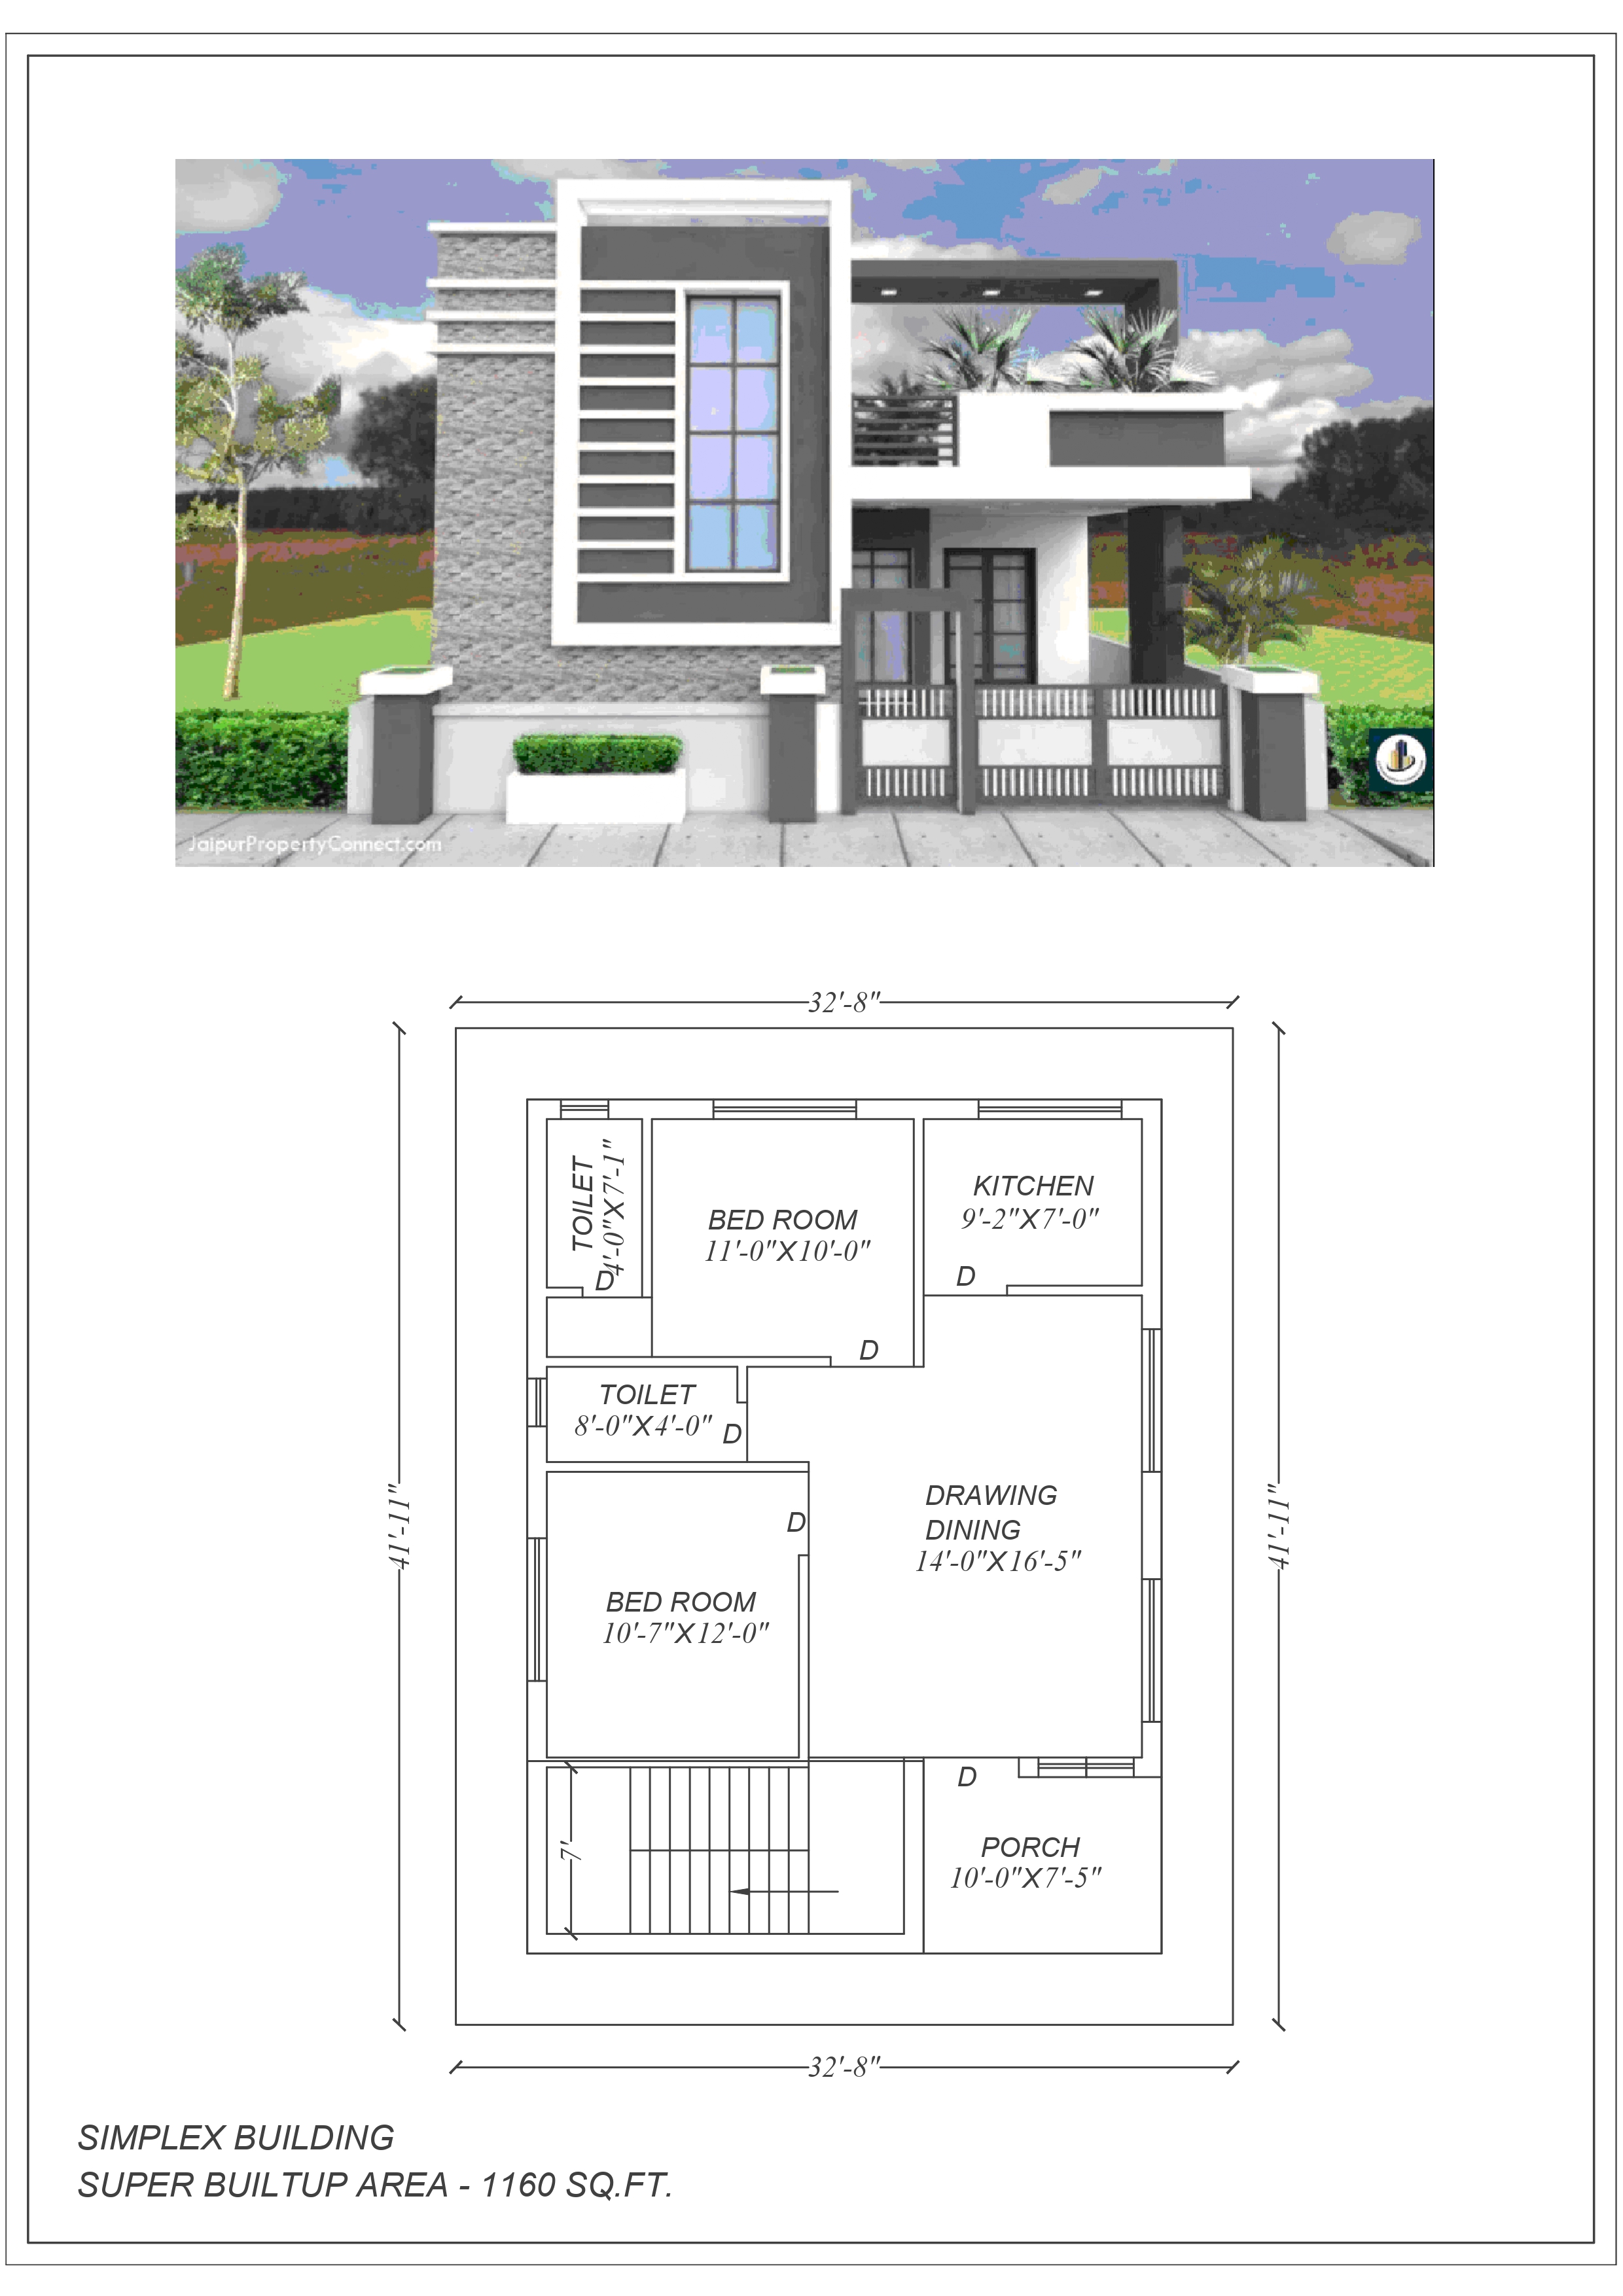 JaipurPropertyConnect.com
32'-8"
41'-11"
41'-11"
TOILET
4'-0"X7'-1"
D
BED ROOM
11'-0"X10'-0"
D
KITCHEN
9'-2"X7'-0"
D
TOILET
8'-0"X4'-0"
D
DRAWING
DINING
14'-0"X16'-5"
D
BED ROOM
10'-7"X12'-0"
D
7'
PORCH
10'-0"X7'-5"
32'-8"
SIMPLEX BUILDING
SUPER BUILTUP AREA - 1160 SQ.FT.